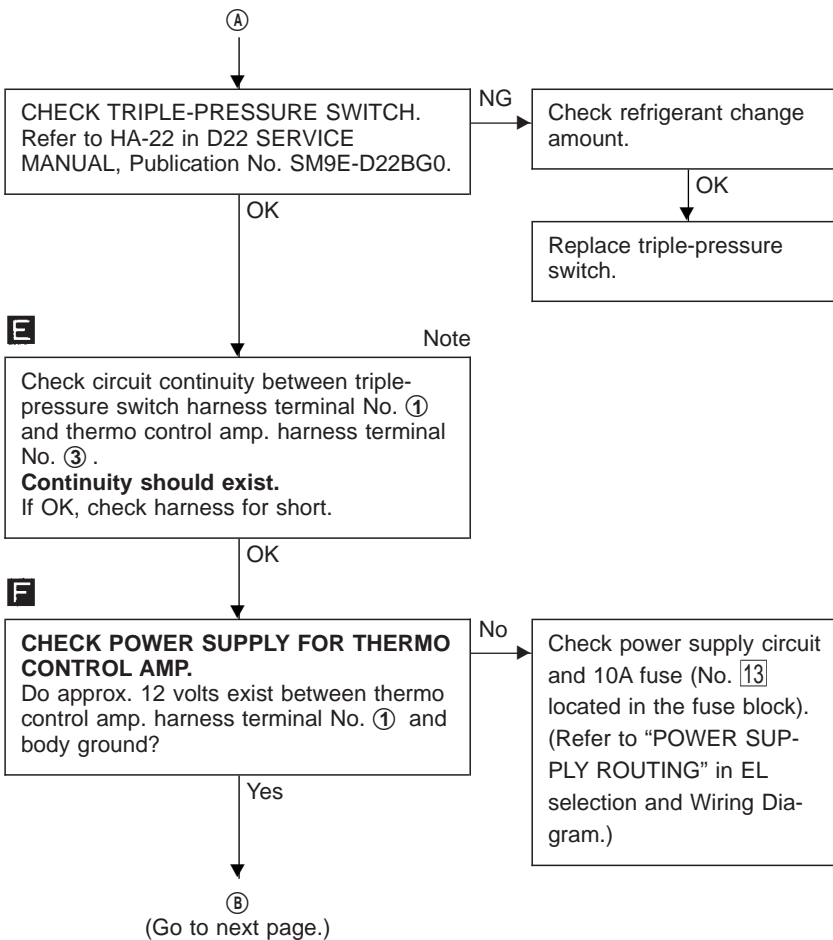 Ⓐ
CHECK TRIPLE-PRESSURE SWITCH.
Refer to HA-22 in D22 SERVICE
MANUAL, Publication No. SM9E-D22BG0.
NG
Check refrigerant change
amount.
OK
Replace triple-pressure
switch.
OK
E
Note
Check circuit continuity between triple-
pressure switch harness terminal No. ①
and thermo control amp. harness terminal
No. ③ .
Continuity should exist.
If OK, check harness for short.
OK
F
CHECK POWER SUPPLY FOR THERMO
CONTROL AMP.
Do approx. 12 volts exist between thermo
control amp. harness terminal No. ① and
body ground?
No
Check power supply circuit
and 10A fuse (No. 13
located in the fuse block).
(Refer to “POWER SUP-
PLY ROUTING” in EL
selection and Wiring Dia-
gram.)
Yes
Ⓑ
(Go to next page.)